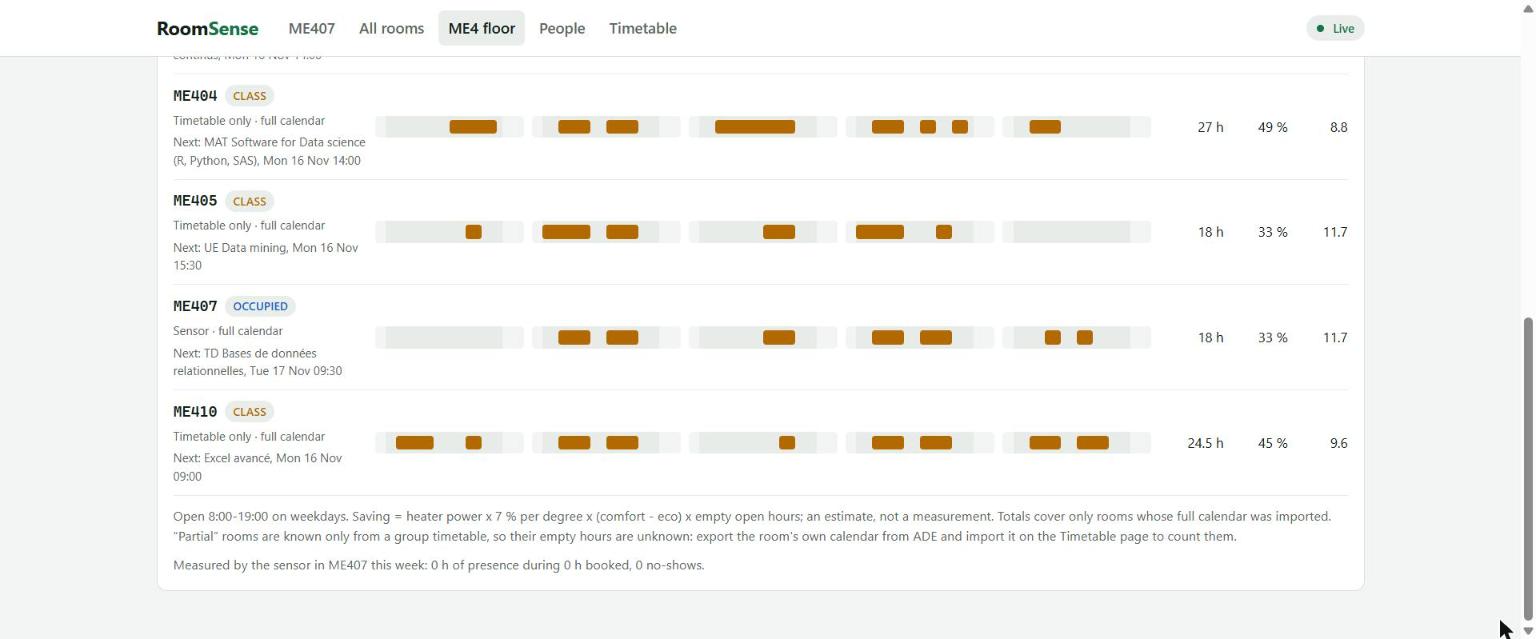 RoomSense ME407 All rooms ME4 floor People Timetable Live
ME404 CLASS
Timetable only · full calendar
Next: MAT Software for Data science
(R, Python, SAS), Mon 16 Nov 14:00
27 h 49 % 8.8
ME405 CLASS
Timetable only · full calendar
Next: UE Data mining, Mon 16 Nov
15:30
18 h 33 % 11.7
ME407 OCCUPIED
Sensor · full calendar
Next: TD Bases de données
relationnelles, Tue 17 Nov 09:30
18 h 33 % 11.7
ME410 CLASS
Timetable only · full calendar
Next: Excel avancé, Mon 16 Nov
09:00
24.5 h 45 % 9.6
Open 8:00-19:00 on weekdays. Saving = heater power x 7 % per degree x (comfort - eco) x empty open hours; an estimate, not a measurement. Totals cover only rooms whose full calendar was imported.
"Partial" rooms are known only from a group timetable, so their empty hours are unknown: export the room's own calendar from ADE and import it on the Timetable page to count them.
Measured by the sensor in ME407 this week: 0 h of presence during 0 h booked, 0 no-shows.